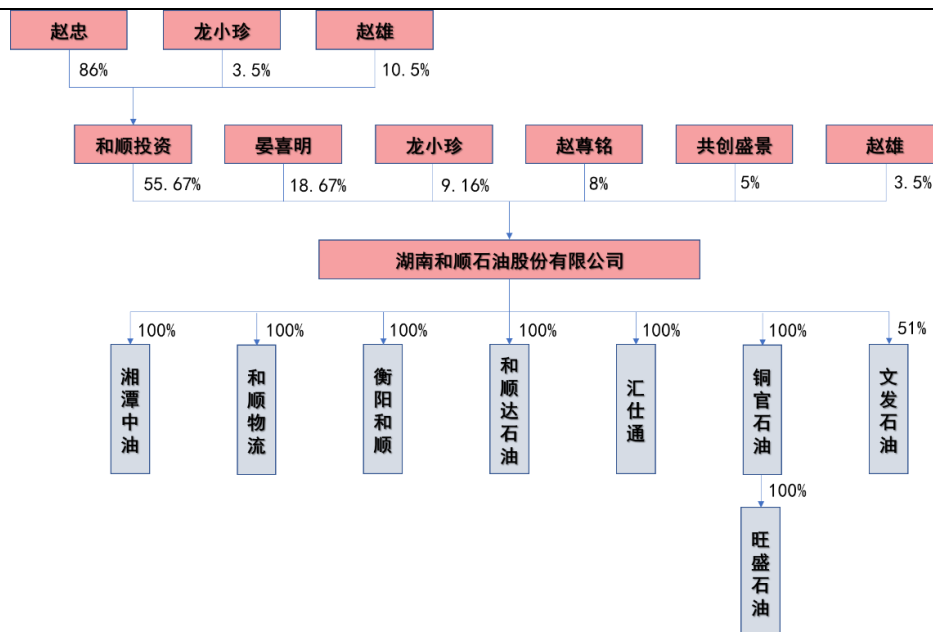 赵忠
龙小珍
赵雄
86%
3.5%
10.5%
和顺投资
晏喜明
龙小珍
赵尊铭
共创盛景
赵雄
55.67%
18.67%
9.16%
8%
5%
3.5%
湖南和顺石油股份有限公司
100%
100%
100%
100%
100%
100%
51%
湘潭中油
和顺物流
衡阳和顺
和顺达石油
汇仕通
铜官石油
文发石油
100%
旺盛石油